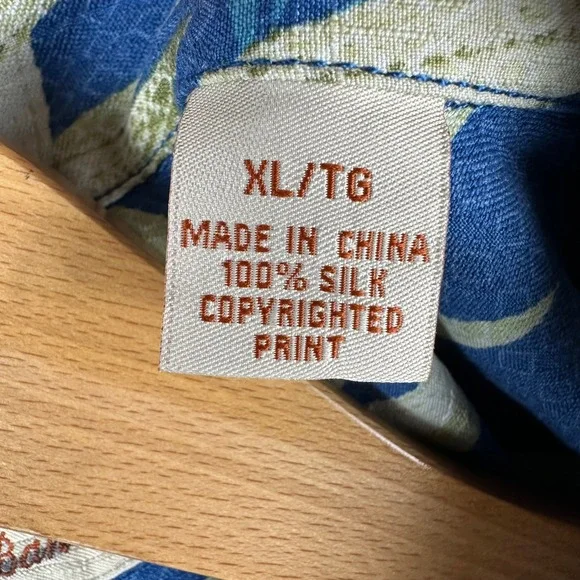 XL/TG
MADE IN CHINA
100% SILK
COPYRIGHTED
PRINT